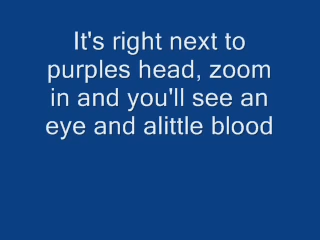 It's right next to
purples head, zoom
in and you'll see an
eye and alittle blood